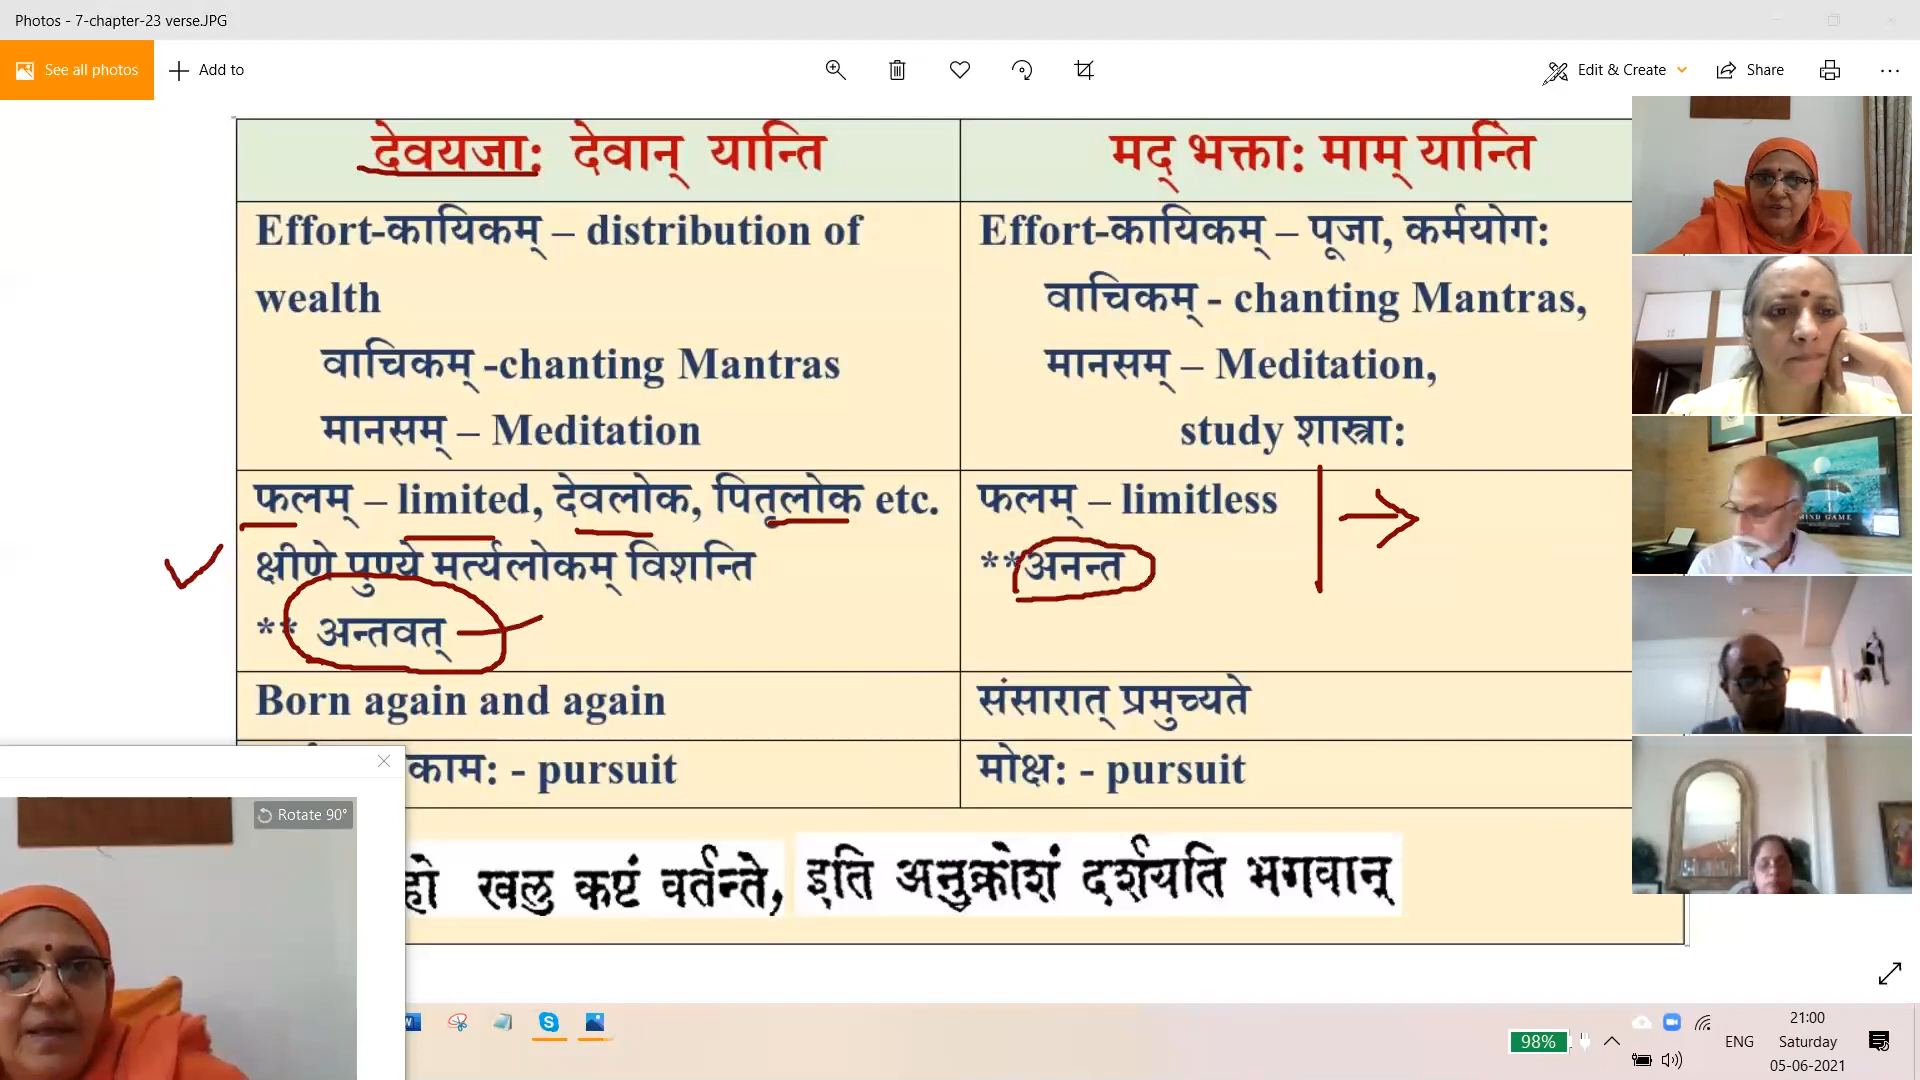 Photos - 7-chapter-23 verse.JPG
See all photos
Add to
Edit & Create
Share
देवयजाः देवान् यान्ति
मद् भक्ताः माम् यान्ति
Effort-कायिकम् – distribution of
wealth
वाचिकम् -chanting Mantras
मानसम् – Meditation
Effort-कायिकम् – पूजा, कर्मयोगः
वाचिकम् - chanting Mantras,
मानसम् – Meditation,
study शास्त्राः
फलम् – limited, देवलोक, पितृलोक etc.
क्षीणे पुण्ये मर्त्यलोकम् विशन्ति
** अन्तवत्
फलम् – limitless
**अनन्त
Born again and again
संसारात् प्रमुच्यते
कामः - pursuit
मोक्षः - pursuit
हो खलु कष्टं वर्तन्ते, इति अनुक्रोशं दर्शयति भगवान्
Rotate 90°
MIND GAME
98%
ENG
21:00
Saturday
05-06-2021